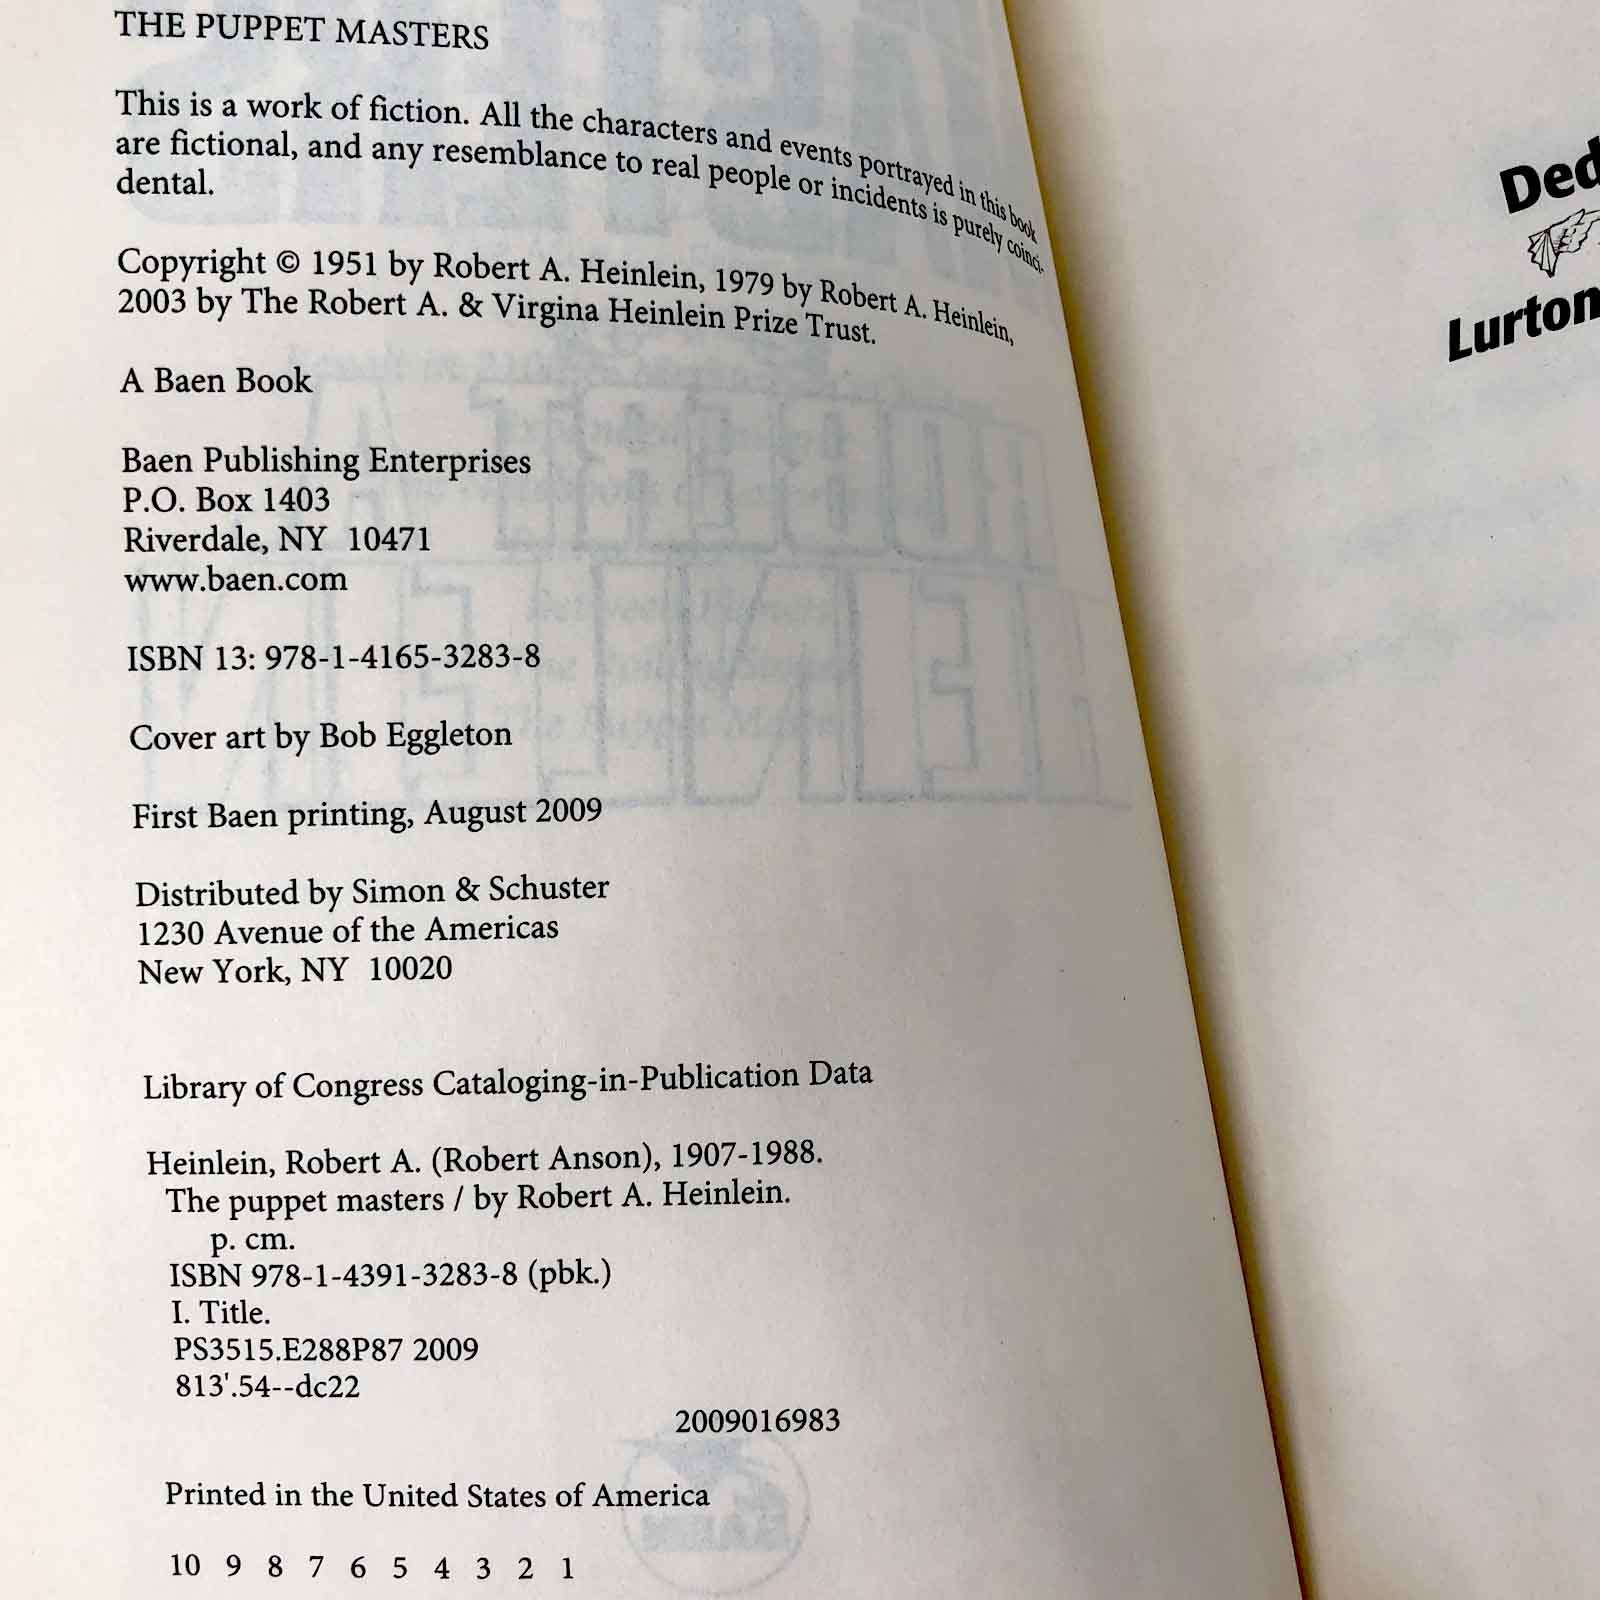 THE PUPPET MASTERS
This is a work of fiction. All the characters and events portrayed in this book
are fictional, and any resemblance to real people or incidents is purely coinci-
dental.
Copyright © 1951 by Robert A. Heinlein, 1979 by Robert A. Heinlein,
2003 by The Robert A. & Virgina Heinlein Prize Trust.
A Baen Book
Baen Publishing Enterprises
P.O. Box 1403
Riverdale, NY 10471
www.baen.com
ISBN 13: 978-1-4165-3283-8
Cover art by Bob Eggleton
First Baen printing, August 2009
Distributed by Simon & Schuster
1230 Avenue of the Americas
New York, NY 10020
Library of Congress Cataloging-in-Publication Data
Heinlein, Robert A. (Robert Anson), 1907-1988.
The puppet masters / by Robert A. Heinlein.
p. cm.
ISBN 978-1-4391-3283-8 (pbk.)
I. Title.
PS3515.E288P87 2009
813'.54--dc22
2009016983
Printed in the United States of America
10 9 8 7 6 5 4 3 2 1
Ded
Lurton